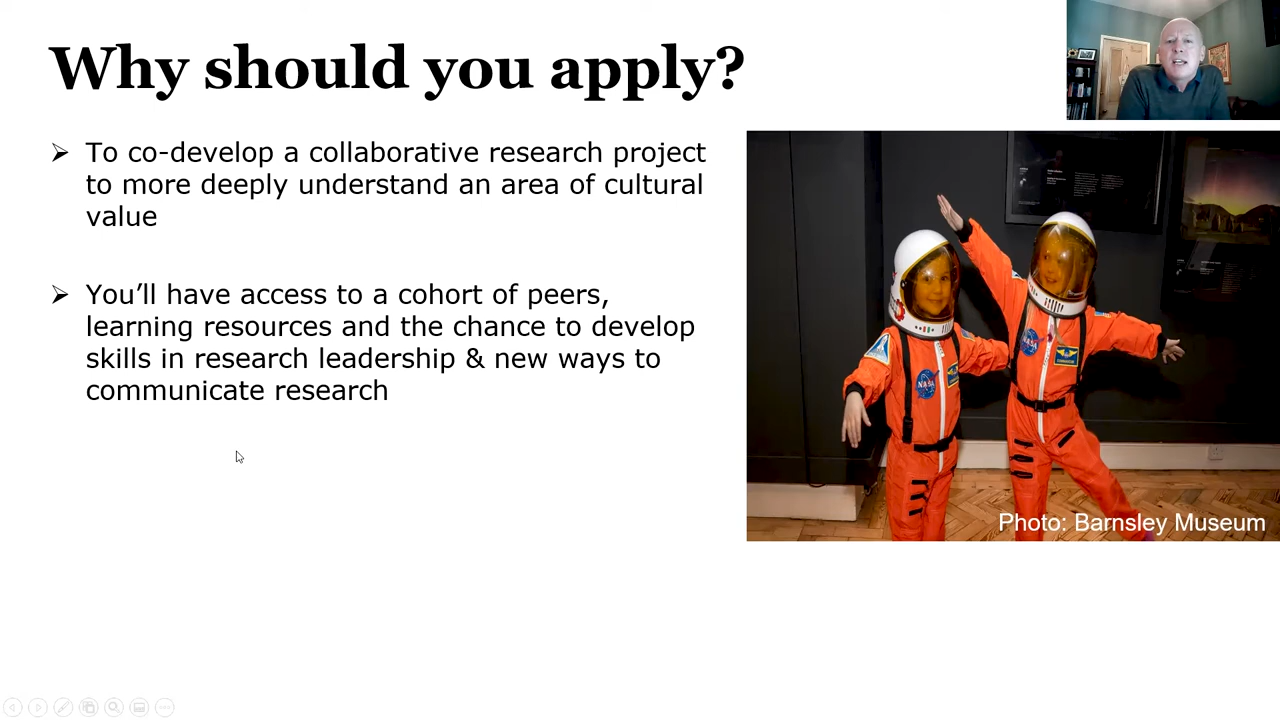 Why should you apply?
➢ To co-develop a collaborative research project
to more deeply understand an area of cultural
value
➢ You’ll have access to a cohort of peers,
learning resources and the chance to develop
skills in research leadership & new ways to
communicate research
NASA
NASA
Photo: Barnsley Museum